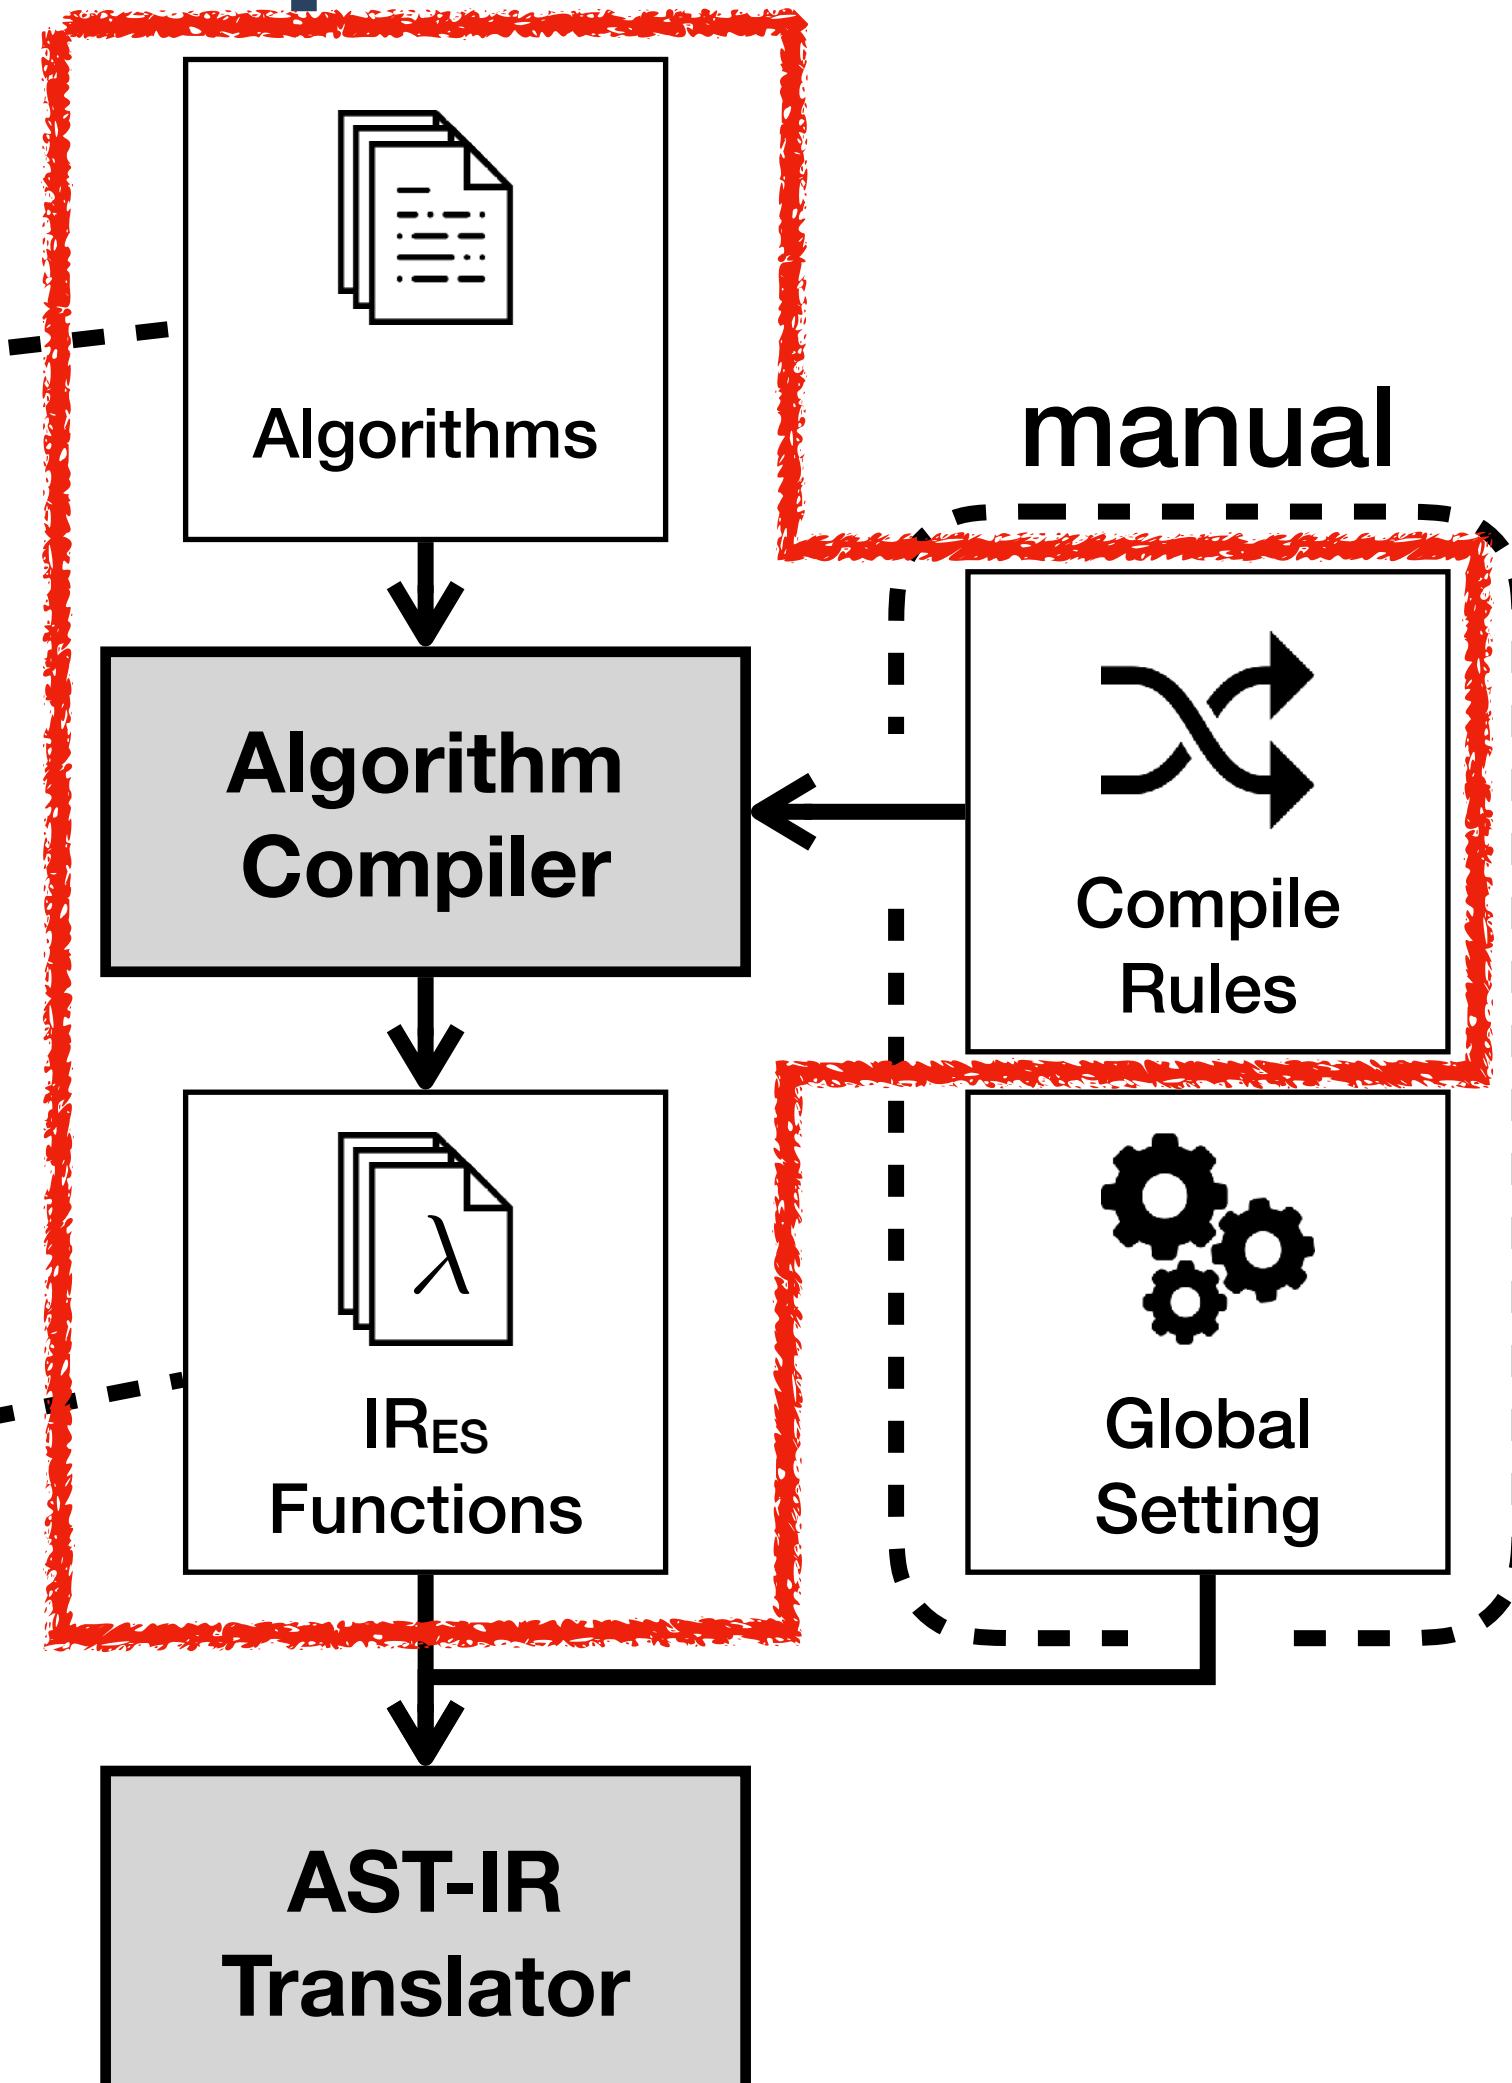 Algorithms
manual
Algorithm
Compiler
Compile
Rules
λ
IRES
Functions
Global
Setting
AST-IR
Translator